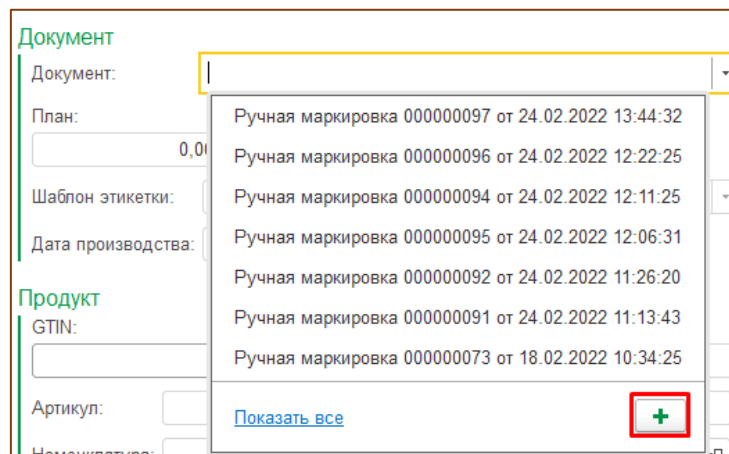 Документ
Документ:
Ручная маркировка 000000097 от 24.02.2022 13:44:32
План:
0,00
Ручная маркировка 000000096 от 24.02.2022 12:22:25
Шаблон этикетки:
Ручная маркировка 000000094 от 24.02.2022 12:11:25
Дата производства:
Ручная маркировка 000000095 от 24.02.2022 12:06:31
Ручная маркировка 000000092 от 24.02.2022 11:26:20
Продукт
GTIN:
Ручная маркировка 000000091 от 24.02.2022 11:13:43
Ручная маркировка 000000073 от 18.02.2022 10:34:25
Артикул:
Показать все
Номенклатура: